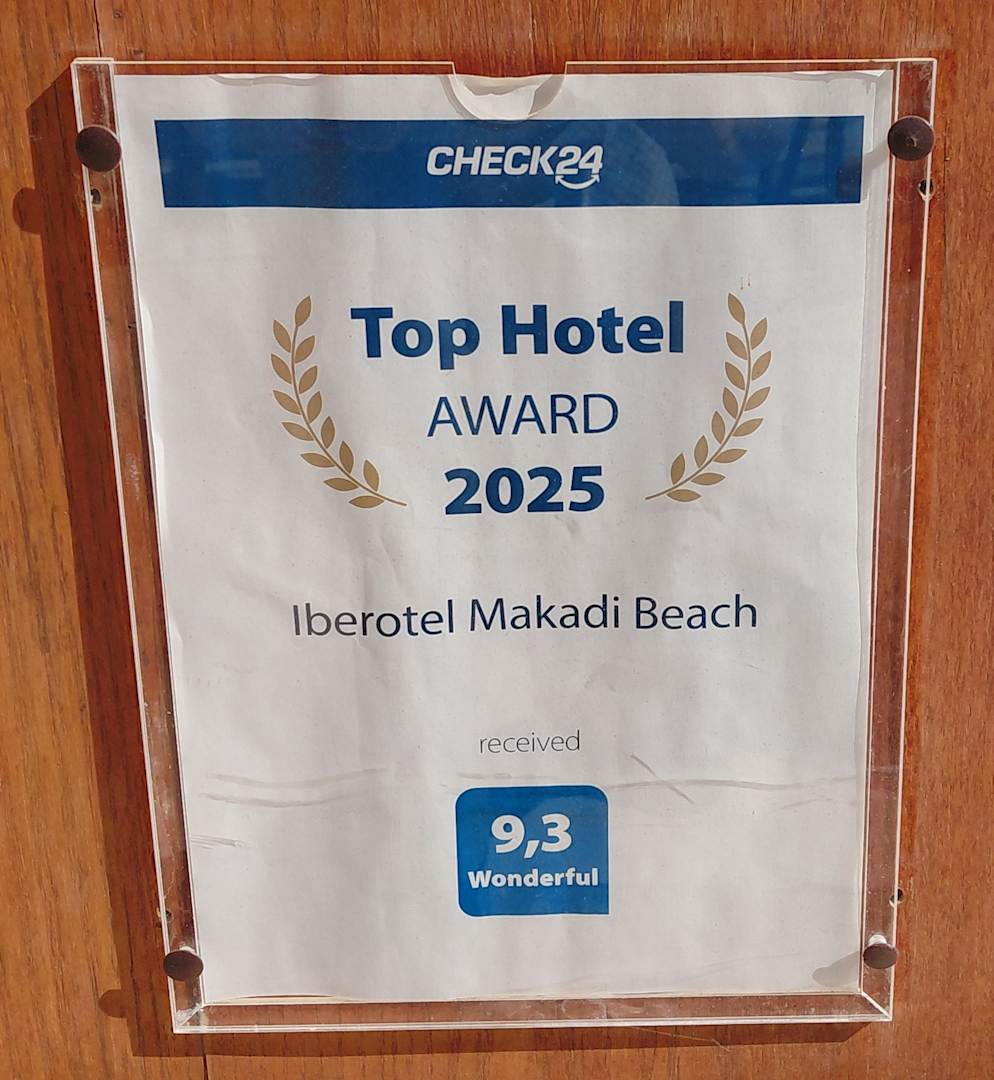 CHECK24
Top Hotel
AWARD
2025
Iberotel Makadi Beach
received
9,3
Wonderful